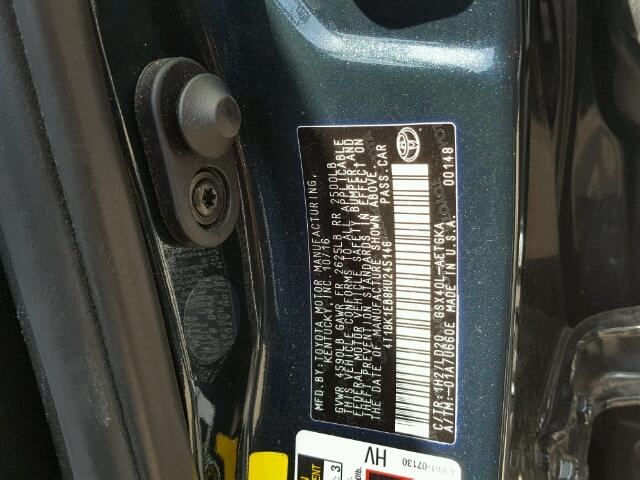 MFD.BY: TOYOTA MOTOR MANUFACTURING,
KENTUCKY, INC. 10/16
GVWR 4590LB GAWR FR 2625LB RR 2500LB
THIS VEHICLE CONFORMS TO ALL APPLICABLE
FEDERAL MOTOR VEHICLE SAFETY, BUMPER, AND
THEFT PREVENTION STANDARDS IN EFFECT ON
THE DATE OF MANUFACTURE SHOWN ABOVE.
4T1BK1EB8HU245146 PASS.CAR
C/TR: 1H2/LD20 GSX40L-AETGKA
A/TM: -01A/U660E MADE IN U.S.A. 00148
HV
07130